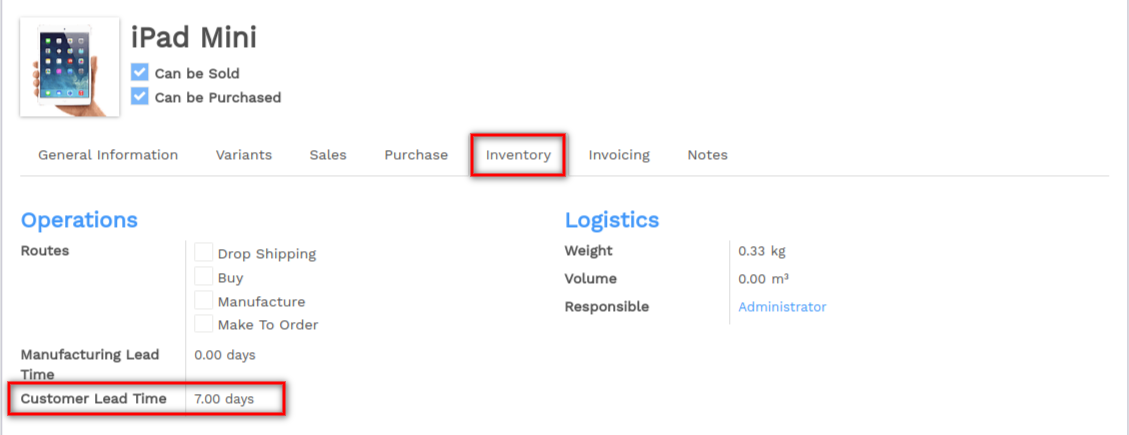 iPad Mini
Can be Sold
Can be Purchased
General Information Variants Sales Purchase Inventory Invoicing Notes
Operations
Routes
Drop Shipping
Buy
Manufacture
Make To Order
Manufacturing Lead Time 0.00 days
Customer Lead Time 7.00 days
Logistics
Weight 0.33 kg
Volume 0.00 m³
Responsible Administrator